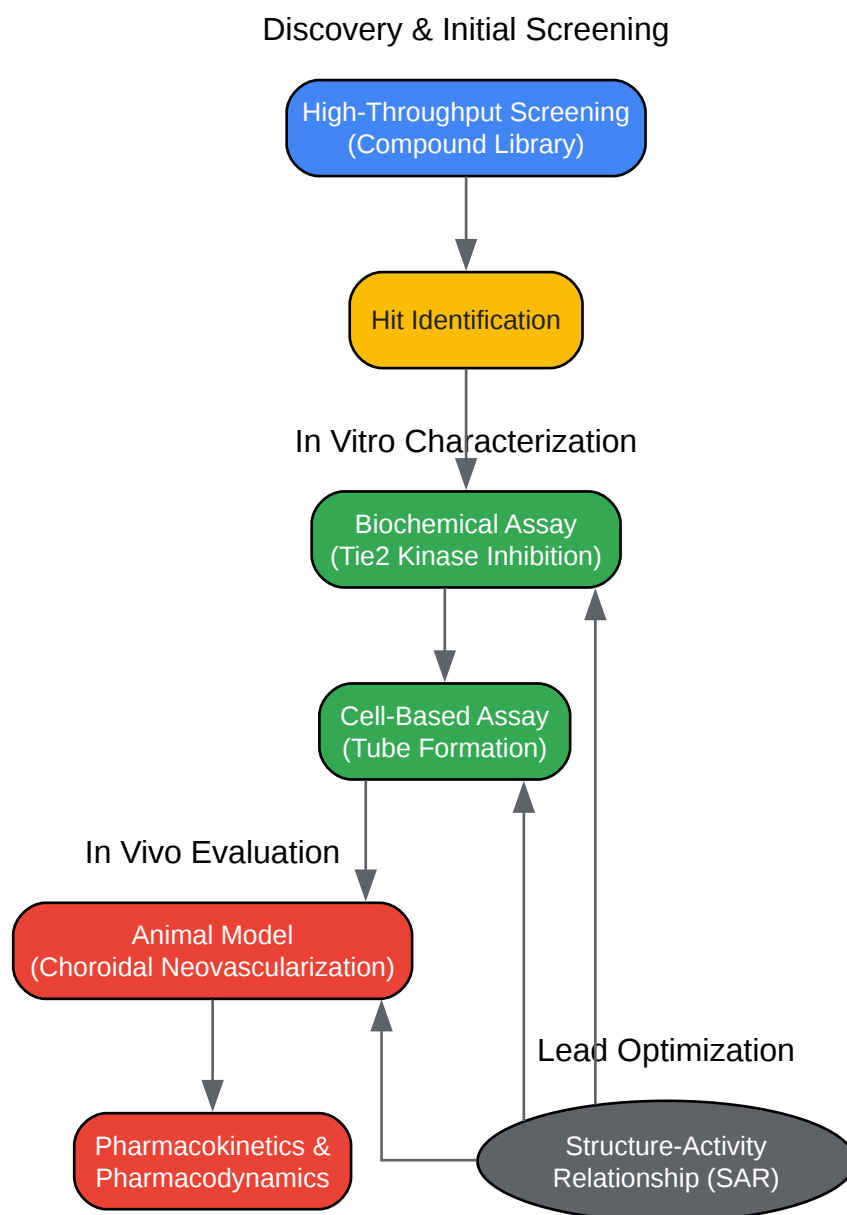 Discovery & Initial Screening
High-Throughput Screening
(Compound Library)
Hit Identification
In Vitro Characterization
Biochemical Assay
(Tie2 Kinase Inhibition)
Cell-Based Assay
(Tube Formation)
In Vivo Evaluation
Animal Model
(Choroidal Neovascularization)
Lead Optimization
Pharmacokinetics &
Pharmacodynamics
Structure-Activity
Relationship (SAR)